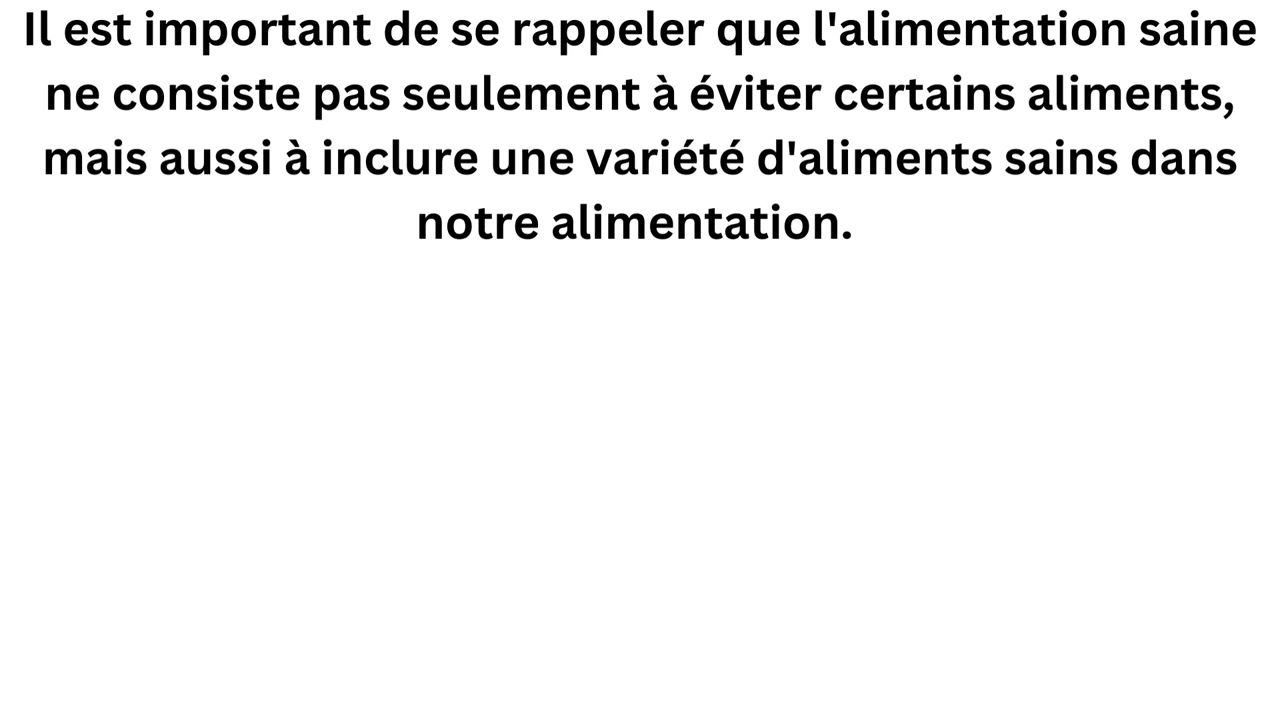 Il est important de se rappeler que l'alimentation saine
ne consiste pas seulement à éviter certains aliments,
mais aussi à inclure une variété d'aliments sains dans
notre alimentation.